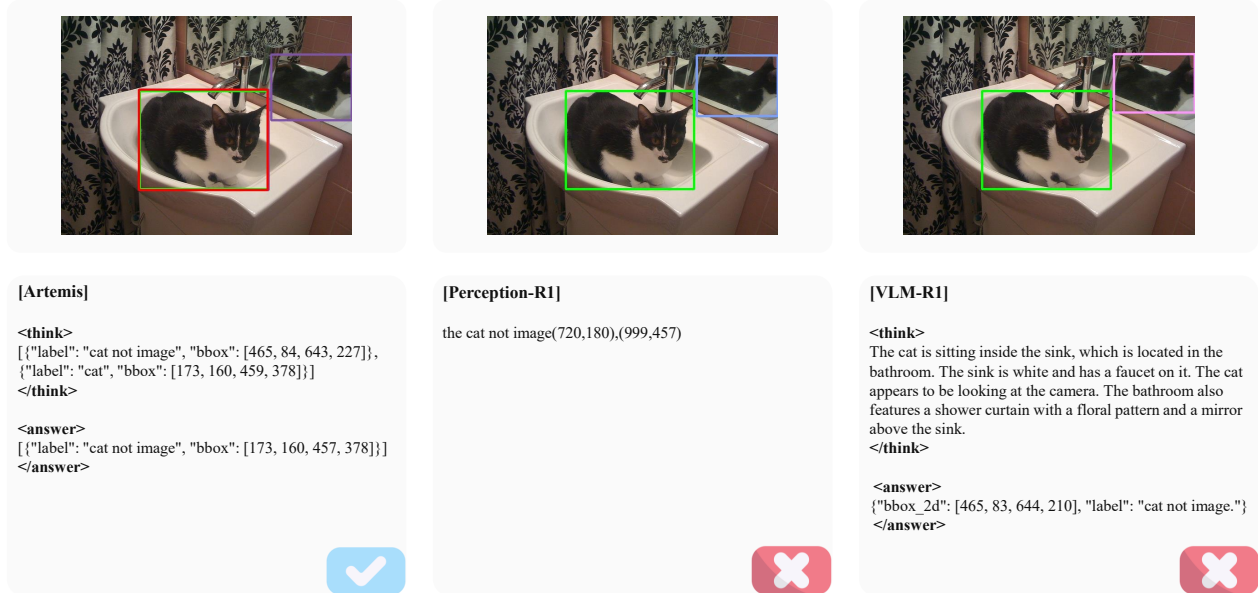 [Artemis]
<think>
[{"label": "cat not image", "bbox": [465, 84, 643, 227]},
{"label": "cat", "bbox": [173, 160, 459, 378]}]
</think>
<answer>
[{"label": "cat not image", "bbox": [173, 160, 457, 378]}]
</answer>
[Perception-R1]
the cat not image(720,180),(999,457)
[VLM-R1]
<think>
The cat is sitting inside the sink, which is located in the
bathroom. The sink is white and has a faucet on it. The cat
appears to be looking at the camera. The bathroom also
features a shower curtain with a floral pattern and a mirror
above the sink.
</think>
<answer>
{"bbox_2d": [465, 83, 644, 210], "label": "cat not image."}
</answer>